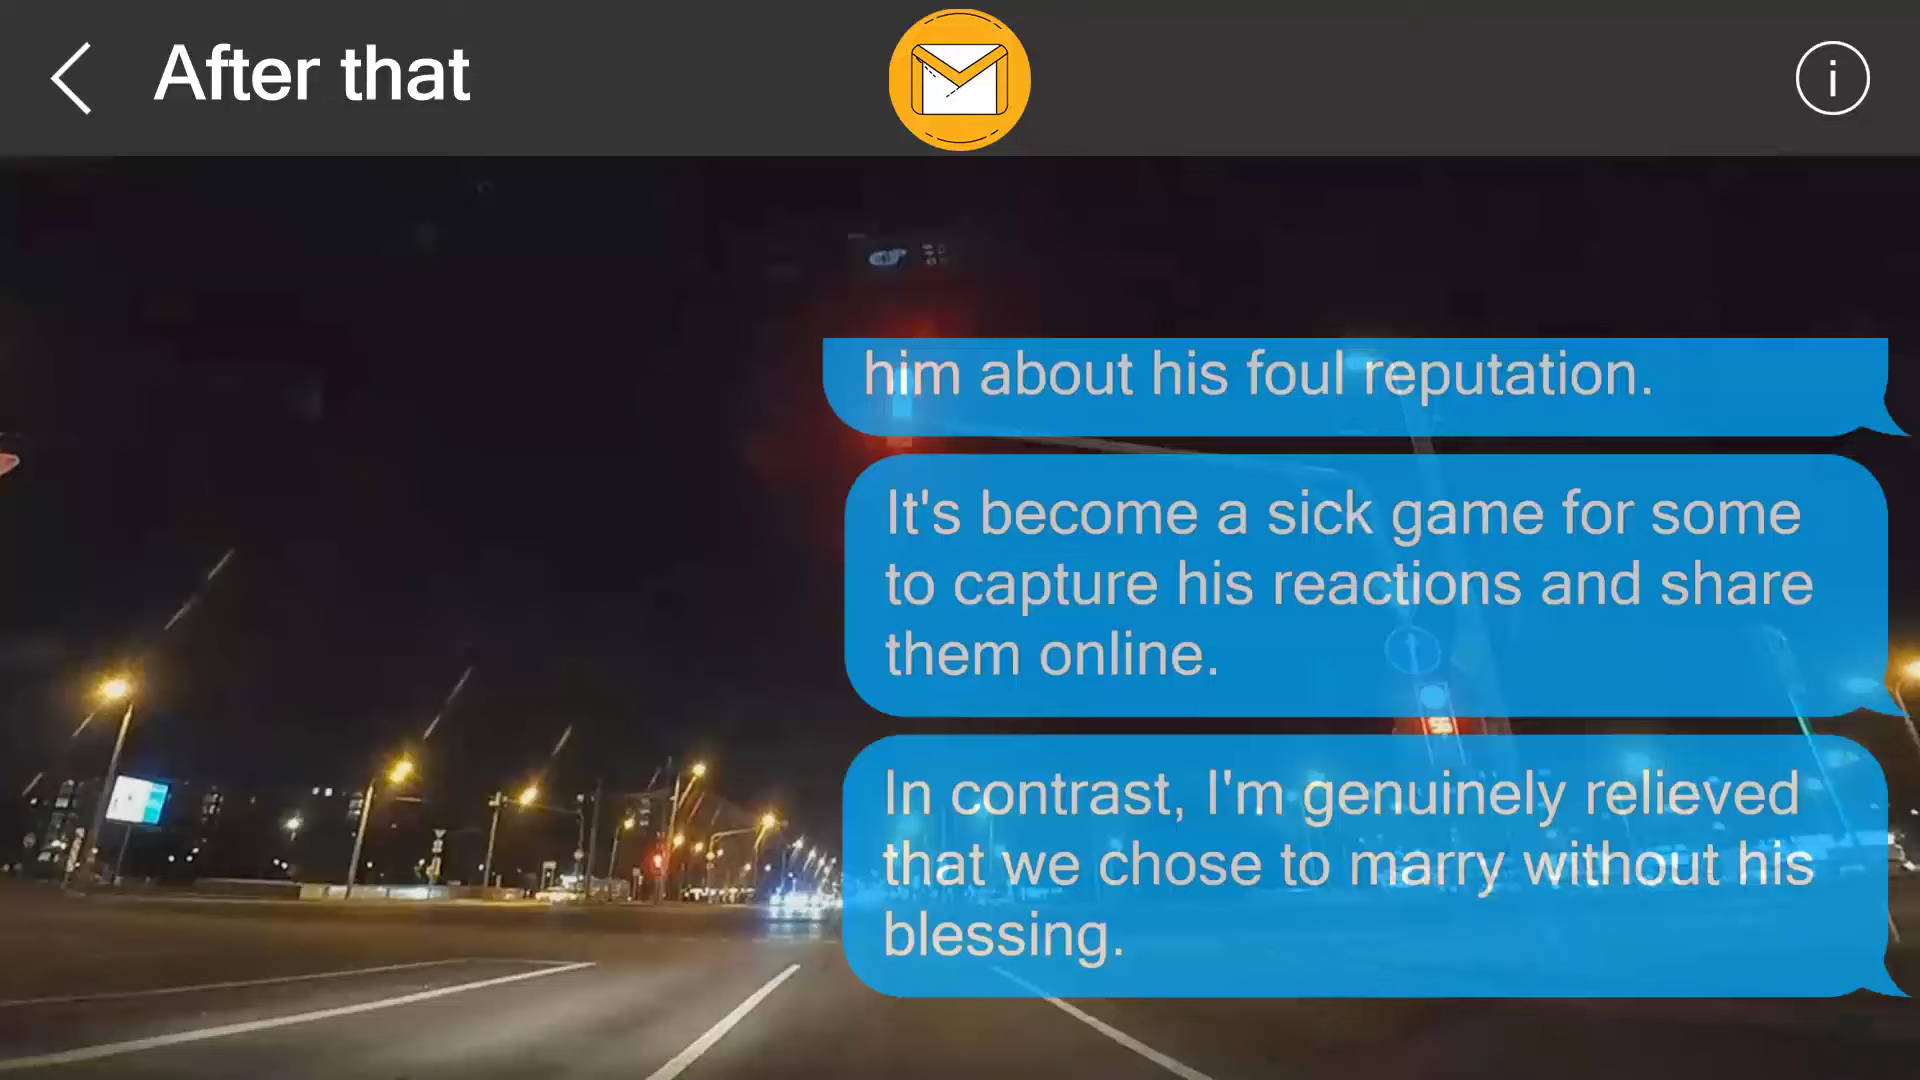 After that
him about his foul reputation.
It's become a sick game for some
to capture his reactions and share
them online.
In contrast, I'm genuinely relieved
that we chose to marry without his
blessing.